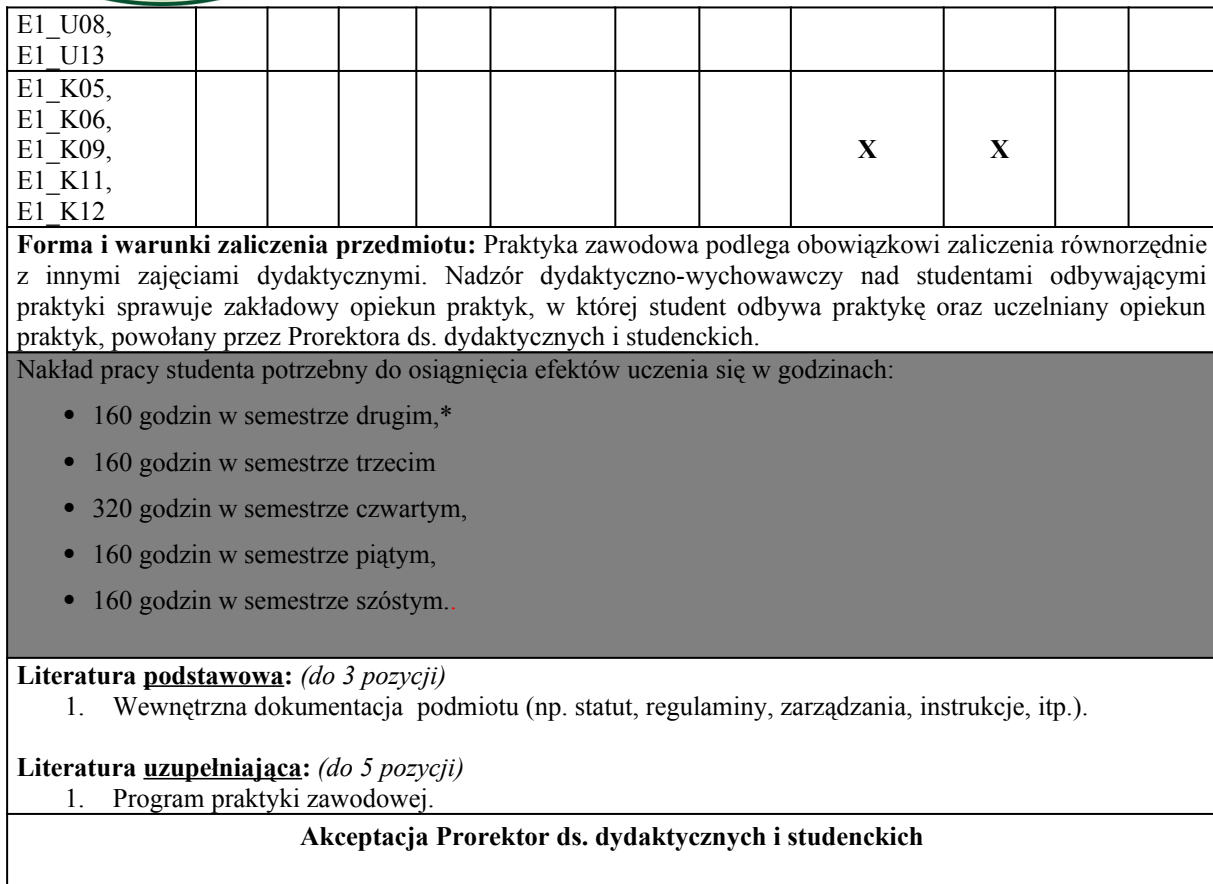 E1_U08,
E1_U13
E1_K05,
E1_K06,
E1_K09,
E1_K11,
E1_K12
X X
Forma i warunki zaliczenia przedmiotu: Praktyka zawodowa podlega obowiązkowi zaliczenia równorzędnie
z innymi zajęciami dydaktycznymi. Nadzór dydaktyczno-wychowawczy nad studentami odbywającymi
praktyki sprawuje zakładowy opiekun praktyk, w której student odbywa praktykę oraz uczelniany opiekun
praktyk, powołany przez Prorektora ds. dydaktycznych i studenckich.
Nakład pracy studenta potrzebny do osiągnięcia efektów uczenia się w godzinach:
• 160 godzin w semestrze drugim,*
• 160 godzin w semestrze trzecim
• 320 godzin w semestrze czwartym,
• 160 godzin w semestrze piątym,
• 160 godzin w semestrze szóstym..
Literatura podstawowa: (do 3 pozycji)
1. Wewnętrzna dokumentacja podmiotu (np. statut, regulaminy, zarządzania, instrukcje, itp.).
Literatura uzupełniająca: (do 5 pozycji)
1. Program praktyki zawodowej.
Akceptacja Prorektor ds. dydaktycznych i studenckich